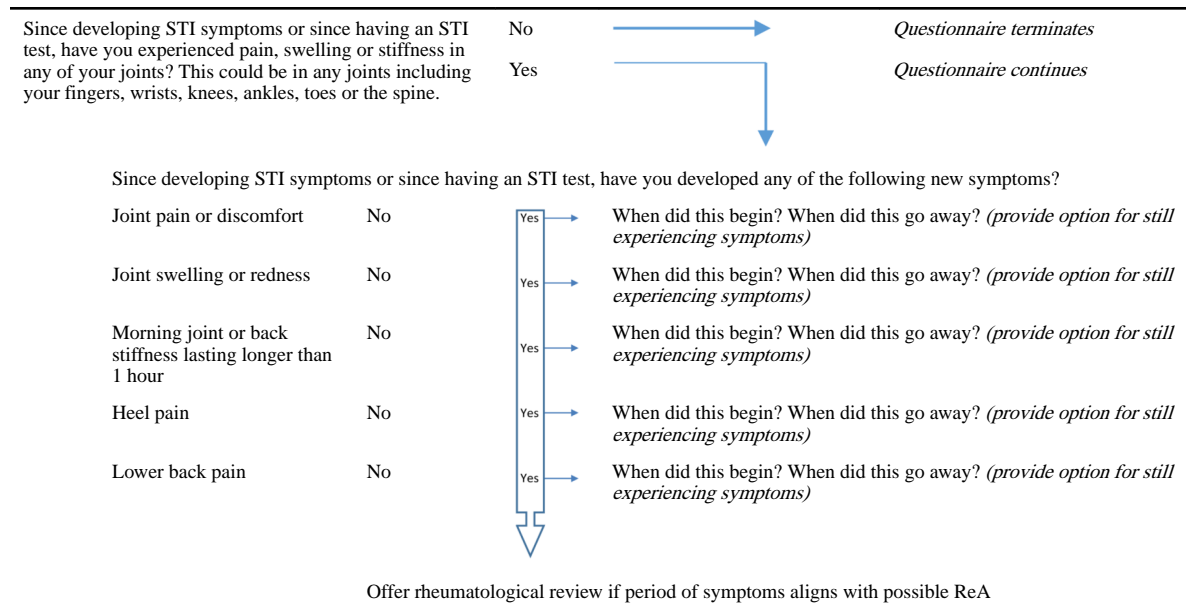 Since developing STI symptoms or since having an STI
test, have you experienced pain, swelling or stiffness in
any of your joints? This could be in any joints including
your fingers, wrists, knees, ankles, toes or the spine.
No
Questionnaire terminates
Yes
Questionnaire continues
Since developing STI symptoms or since having an STI test, have you developed any of the following new symptoms?
Joint pain or discomfort
No
Yes
When did this begin? When did this go away? (provide option for still
experiencing symptoms)
Joint swelling or redness
No
Yes
When did this begin? When did this go away? (provide option for still
experiencing symptoms)
Morning joint or back
stiffness lasting longer than
1 hour
No
Yes
When did this begin? When did this go away? (provide option for still
experiencing symptoms)
Heel pain
No
Yes
When did this begin? When did this go away? (provide option for still
experiencing symptoms)
Lower back pain
No
Yes
When did this begin? When did this go away? (provide option for still
experiencing symptoms)
Offer rheumatological review if period of symptoms aligns with possible ReA